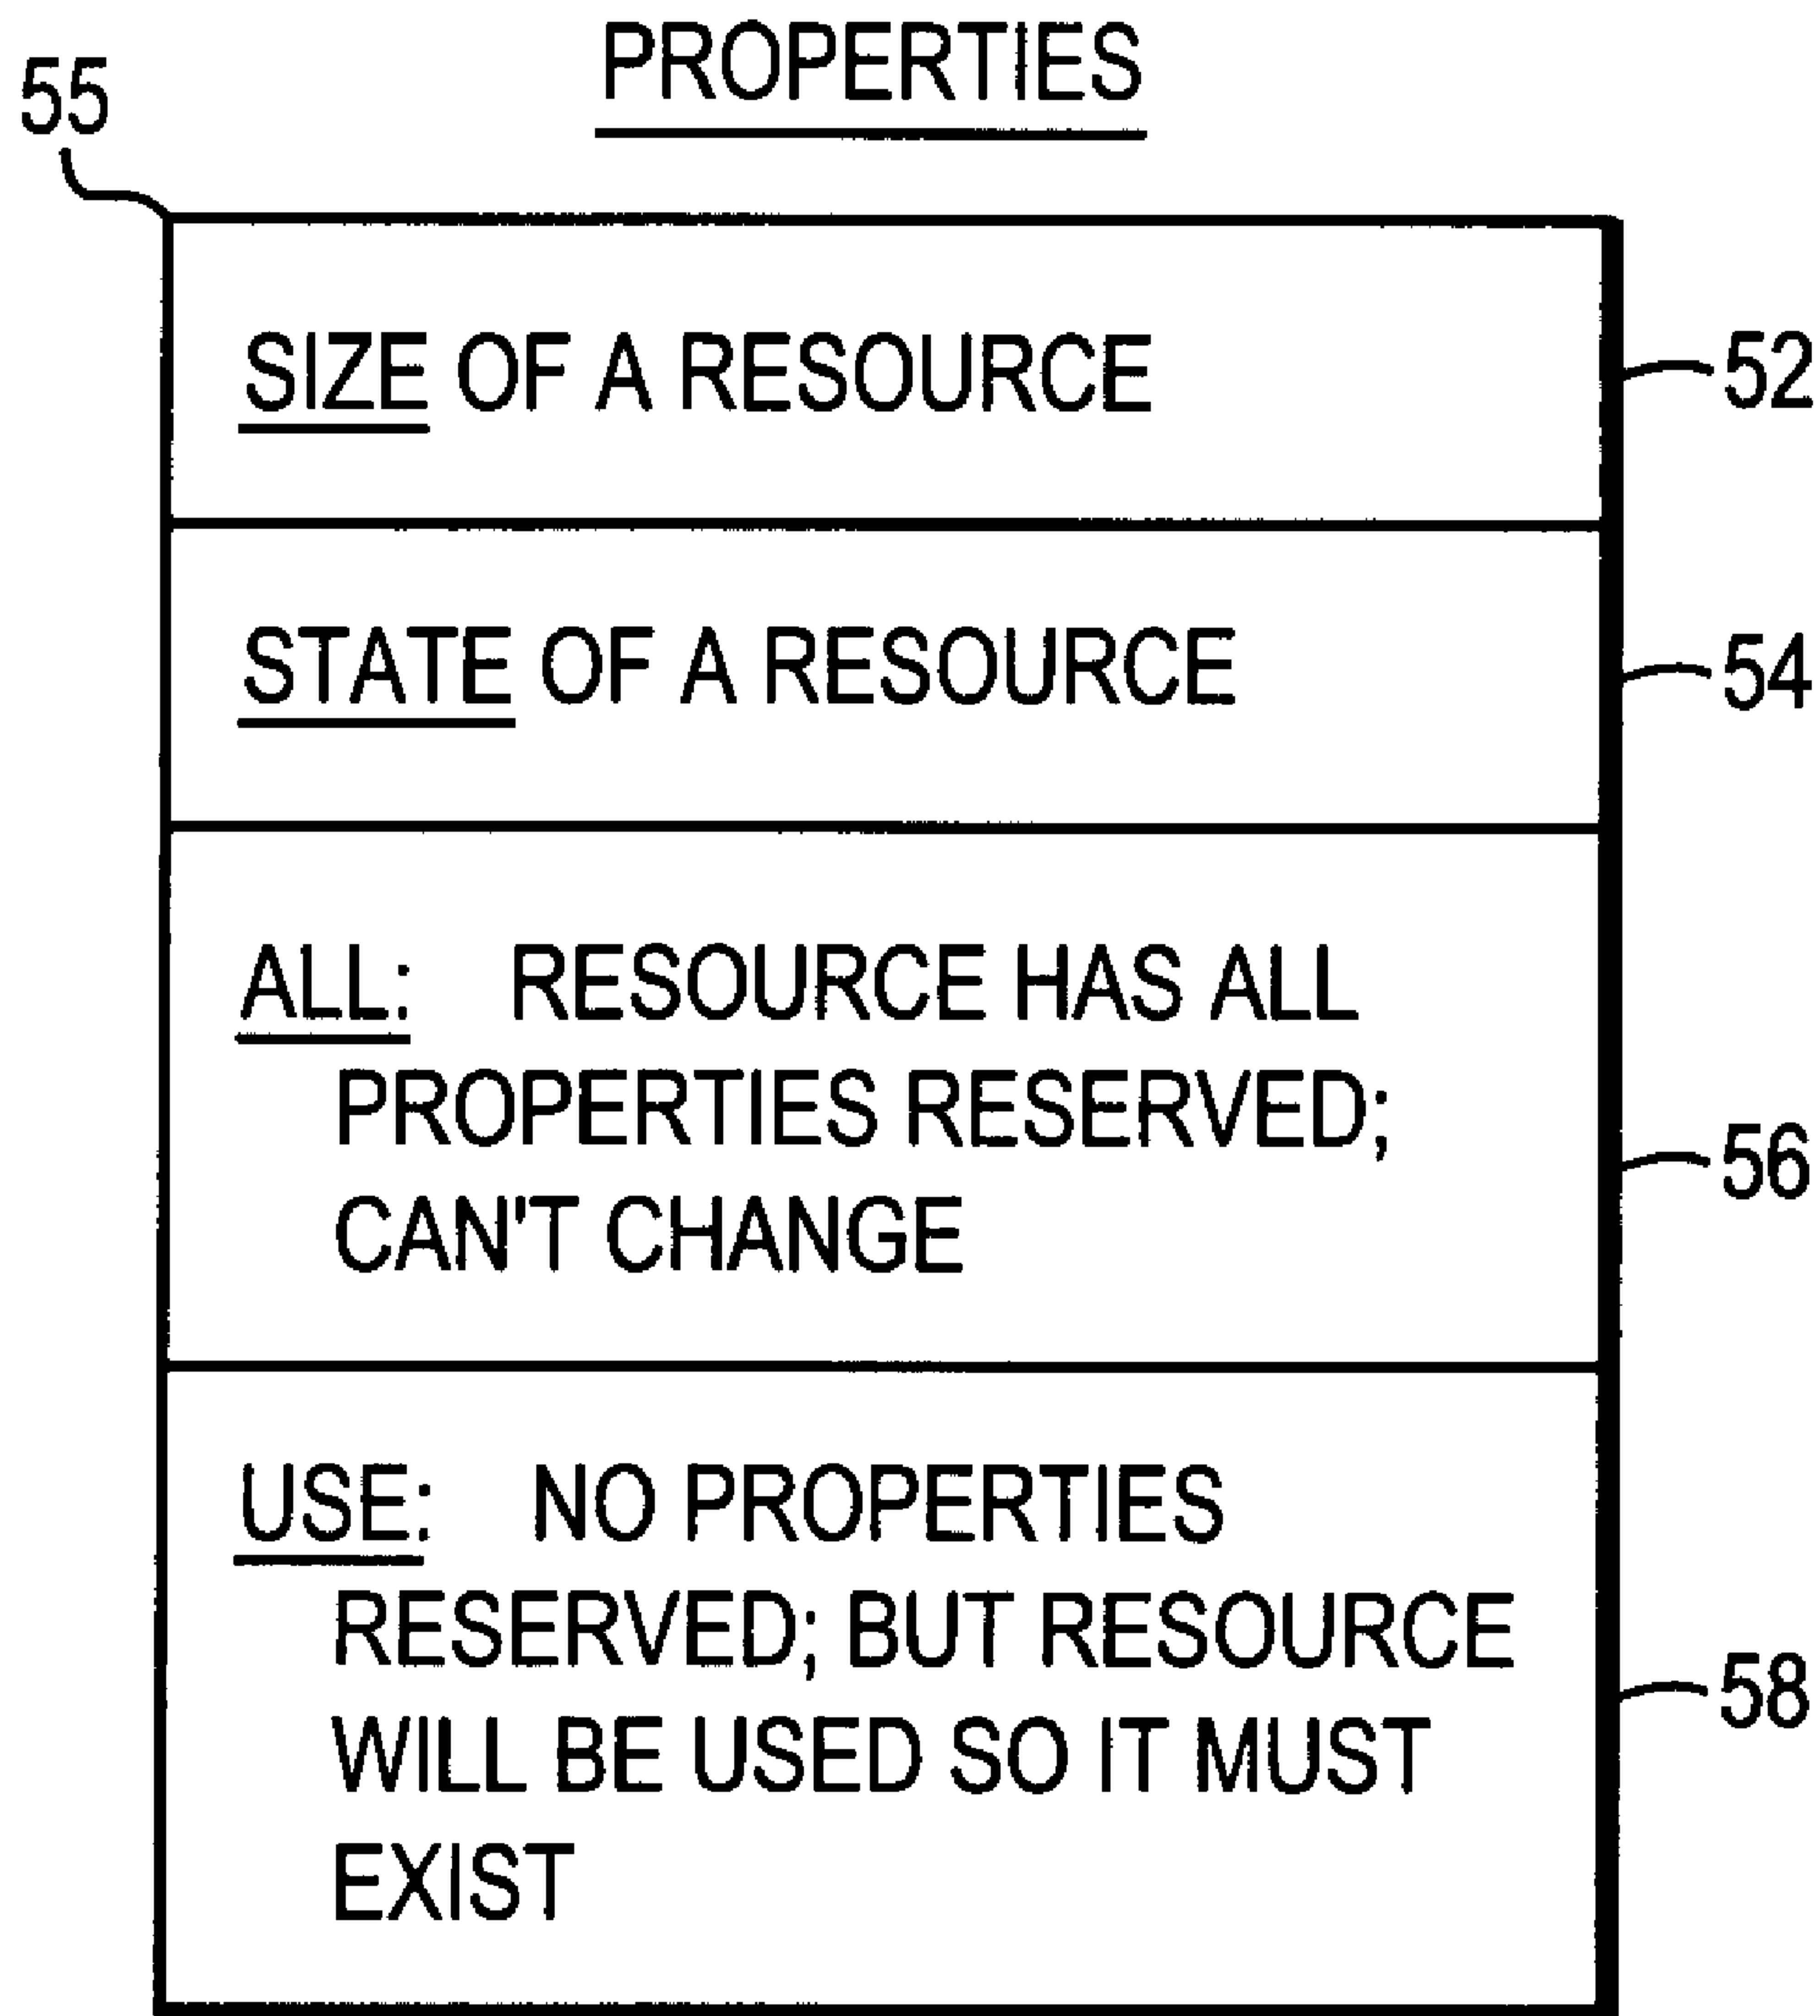 PROPERTIES
55
SIZE OF A RESOURCE
52
STATE OF A RESOURCE
54
ALL: RESOURCE HAS ALL
PROPERTIES RESERVED;
CAN'T CHANGE
56
USE: NO PROPERTIES
RESERVED; BUT RESOURCE
WILL BE USED SO IT MUST
EXIST
58